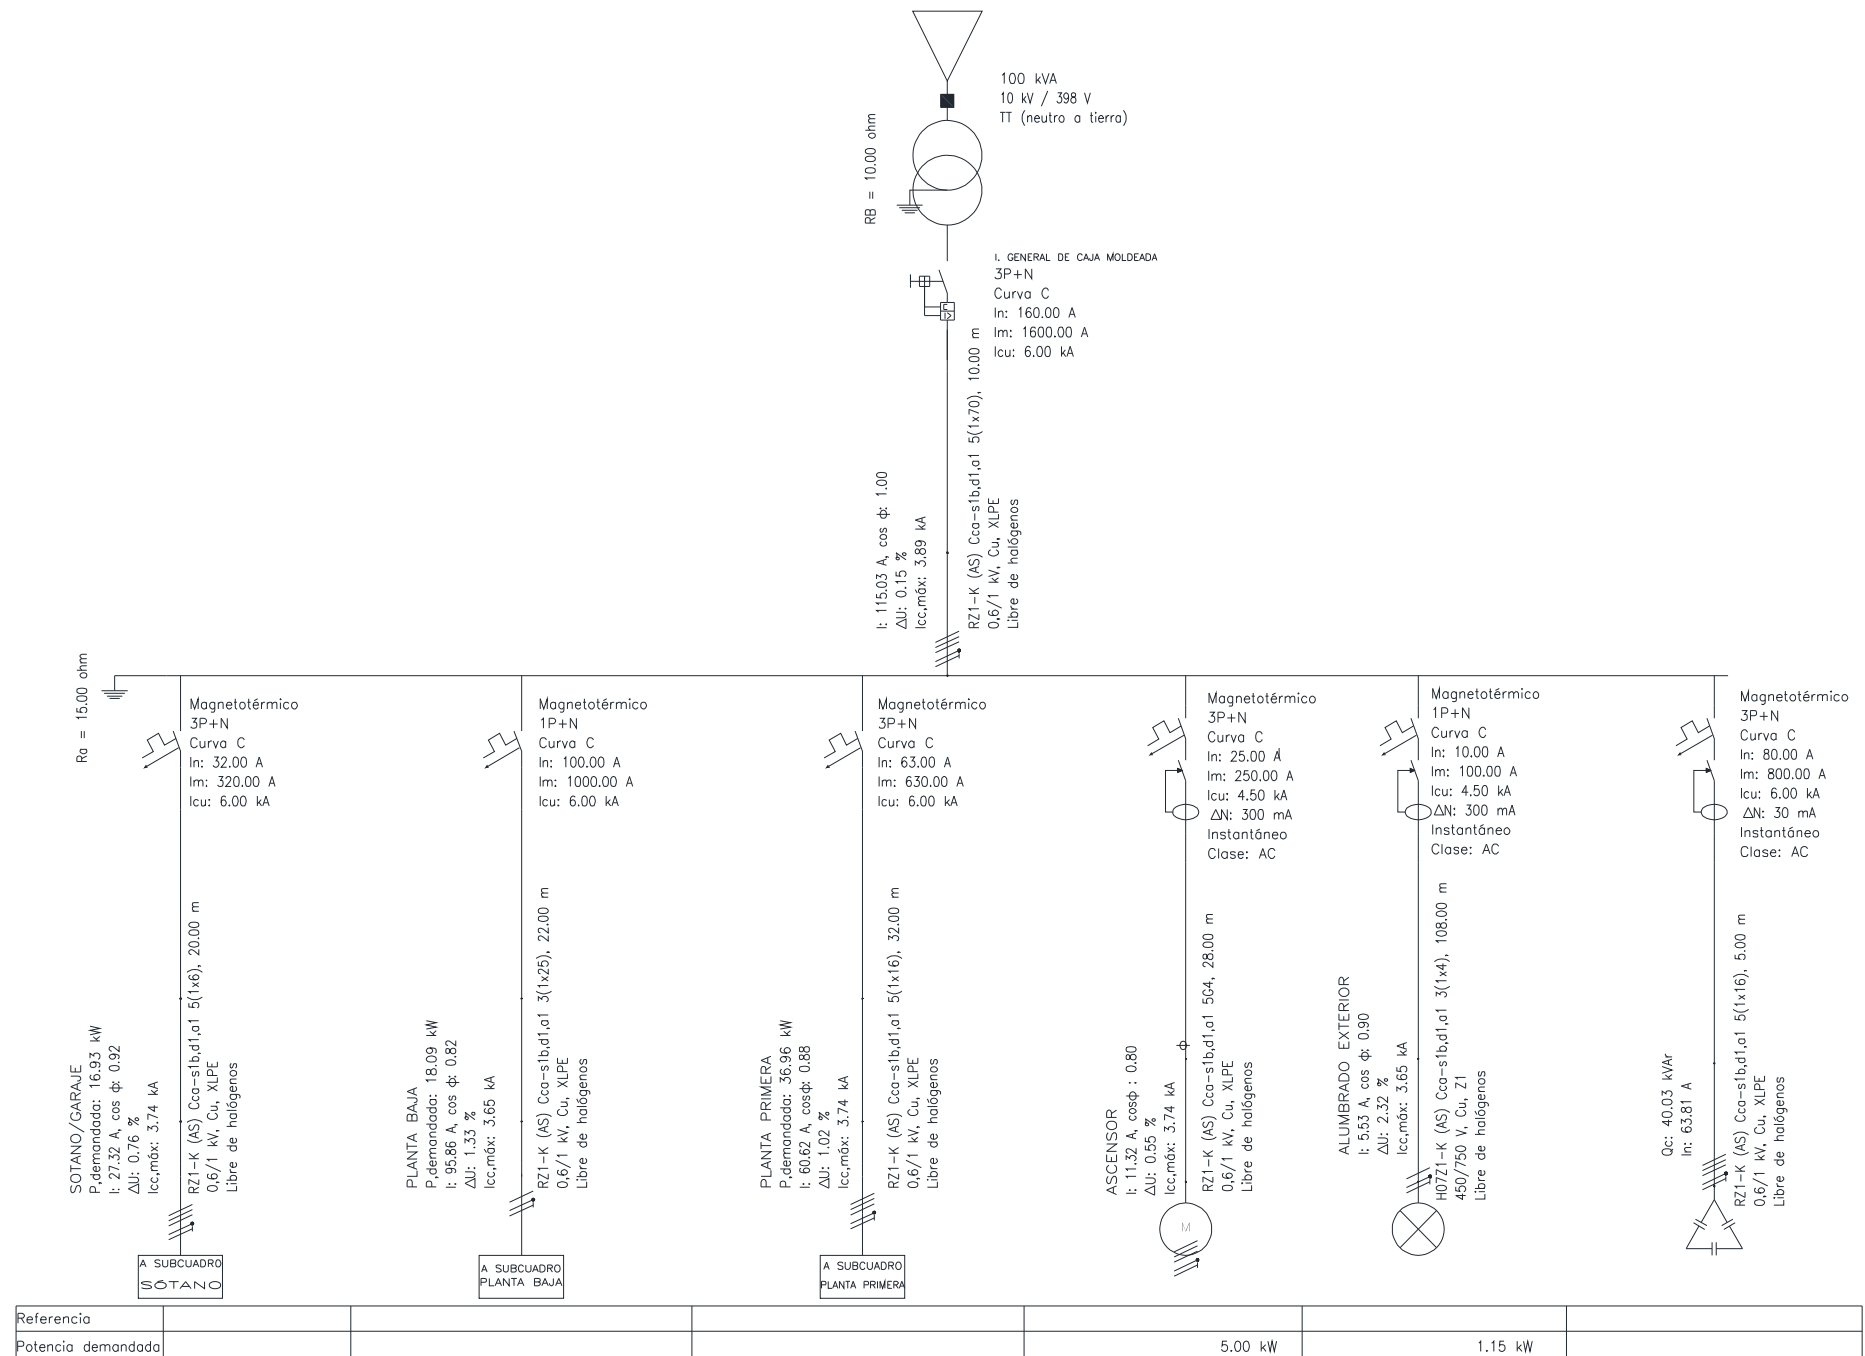 100 kVA
10 kV / 398 V
TT (neutro a tierra)
RB = 10.00 ohm
I. GENERAL DE CAJA MOLDEADA
3P+N
Curva C
In: 160.00 A
Im: 1600.00 A
Icu: 6.00 kA
I: 115.03 A, cos ϕ: 1.00
ΔU: 0.15 %
Icc,máx: 3.89 kA
RZ1-K (AS) Cca-s1b,d1,a1 5(1x70), 10.00 m
0,6/1 kV, Cu, XLPE
Libre de halógenos
Ra = 15.00 ohm
Magnetotérmico
3P+N
Curva C
In: 32.00 A
Im: 320.00 A
Icu: 6.00 kA
SOTANO/GARAJE
P,demandada: 16.93 kW
I: 27.32 A, cos ϕ: 0.92
ΔU: 0.76 %
Icc,máx: 3.74 kA
RZ1-K (AS) Cca-s1b,d1,a1 5(1x6), 20.00 m
0,6/1 kV, Cu, XLPE
Libre de halógenos
A SUBCUADRO
SÓTANO
Magnetotérmico
1P+N
Curva C
In: 100.00 A
Im: 1000.00 A
Icu: 6.00 kA
PLANTA BAJA
P,demandada: 18.09 kW
I: 95.86 A, cos ϕ: 0.82
ΔU: 1.33 %
Icc,máx: 3.65 kA
RZ1-K (AS) Cca-s1b,d1,a1 3(1x25), 22.00 m
0,6/1 kV, Cu, XLPE
Libre de halógenos
A SUBCUADRO
PLANTA BAJA
Magnetotérmico
3P+N
Curva C
In: 63.00 A
Im: 630.00 A
Icu: 6.00 kA
PLANTA PRIMERA
P,demandada: 36.96 kW
I: 60.62 A, cosϕ: 0.88
ΔU: 1.02 %
Icc,máx: 3.74 kA
RZ1-K (AS) Cca-s1b,d1,a1 5(1x16), 32.00 m
0,6/1 kV, Cu, XLPE
Libre de halógenos
A SUBCUADRO
PLANTA PRIMERA
Magnetotérmico
3P+N
Curva C
In: 25.00 A
Im: 250.00 A
Icu: 4.50 kA
ΔN: 300 mA
Instantáneo
Clase: AC
ASCENSOR
I: 11.32 A, cosϕ : 0.80
ΔU: 0.55 %
Icc,máx: 3.74 kA
RZ1-K (AS) Cca-s1b,d1,a1 5G4, 28.00 m
0,6/1 kV, Cu, XLPE
Libre de halógenos
M
Magnetotérmico
1P+N
Curva C
In: 10.00 A
Im: 100.00 A
Icu: 4.50 kA
ΔN: 300 mA
Instantáneo
Clase: AC
ALUMBRADO EXTERIOR
I: 5.53 A, cos ϕ: 0.90
ΔU: 2.32 %
Icc,máx: 3.65 kA
H07Z1-K (AS) Cca-s1b,d1,a1 3(1x4), 108.00 m
450/750 V, Cu, Z1
Libre de halógenos
Magnetotérmico
3P+N
Curva C
In: 80.00 A
Im: 800.00 A
Icu: 6.00 kA
ΔN: 30 mA
Instantáneo
Clase: AC
Qc: 40.03 kVAr
In: 63.81 A
RZ1-K (AS) Cca-s1b,d1,a1 5(1x16), 5.00 m
0,6/1 kV, Cu, XLPE
Libre de halógenos
Referencia
Potencia demandada 5.00 kW 1.15 kW